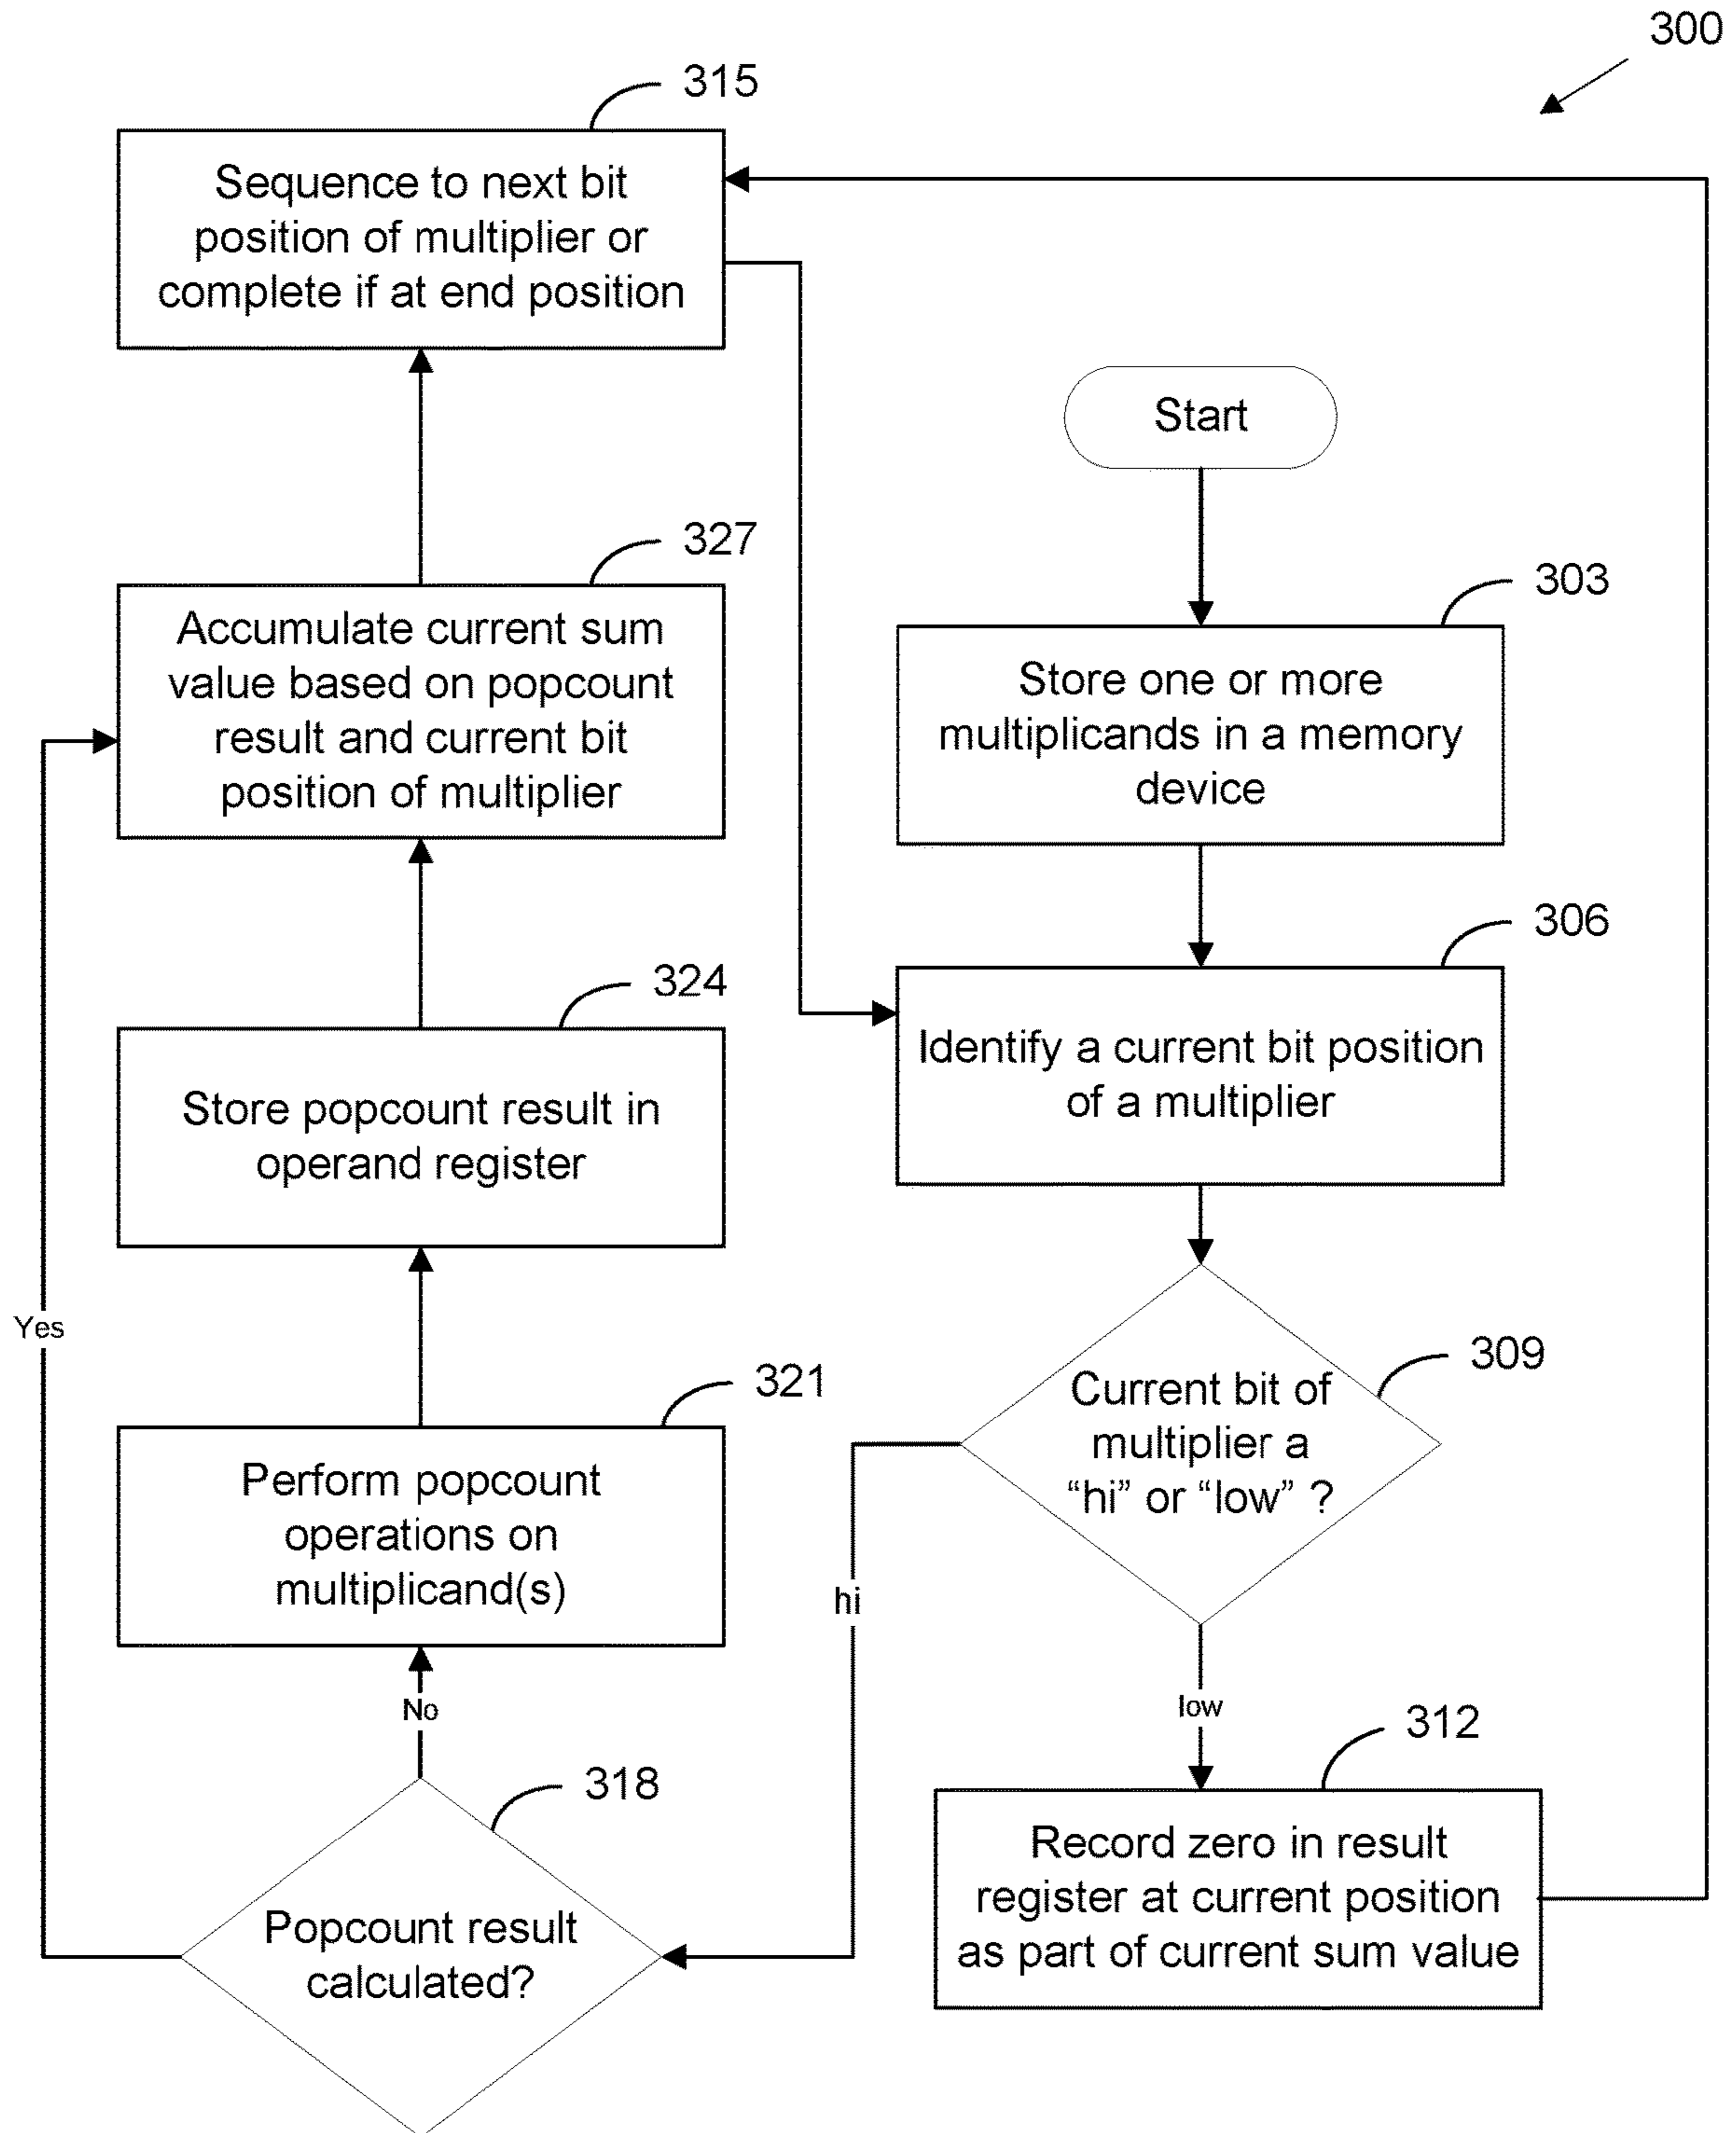 300
315
Sequence to next bit
position of multiplier or
complete if at end position
Start
327
Accumulate current sum
value based on popcount
result and current bit
position of multiplier
303
Store one or more
multiplicands in a memory
device
306
Identify a current bit position
of a multiplier
324
Store popcount result in
operand register
Yes
309
Current bit of
multiplier a
“hi” or “low” ?
321
Perform popcount
operations on
multiplicand(s)
hi
No
low
318
Popcount result
calculated?
312
Record zero in result
register at current position
as part of current sum value